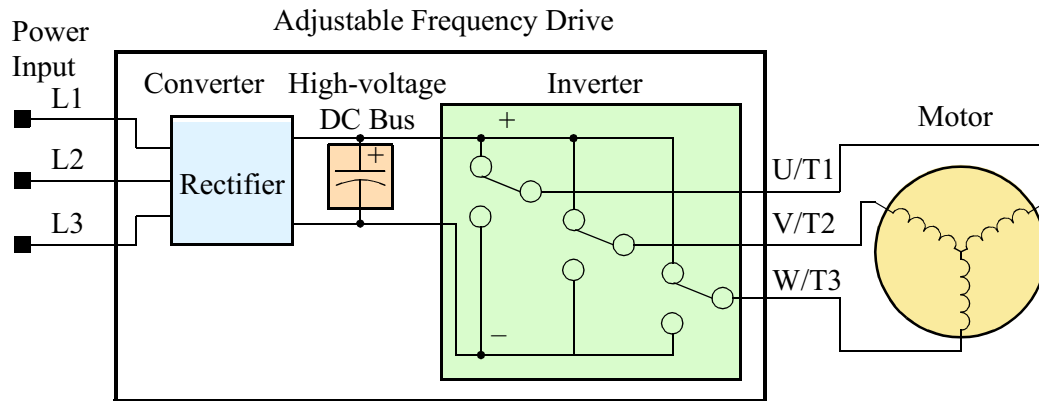 Adjustable Frequency Drive
Power
Input
Converter
High-voltage
DC Bus
Inverter
Motor
L1
L2
L3
Rectifier
+
+
–
U/T1
V/T2
W/T3